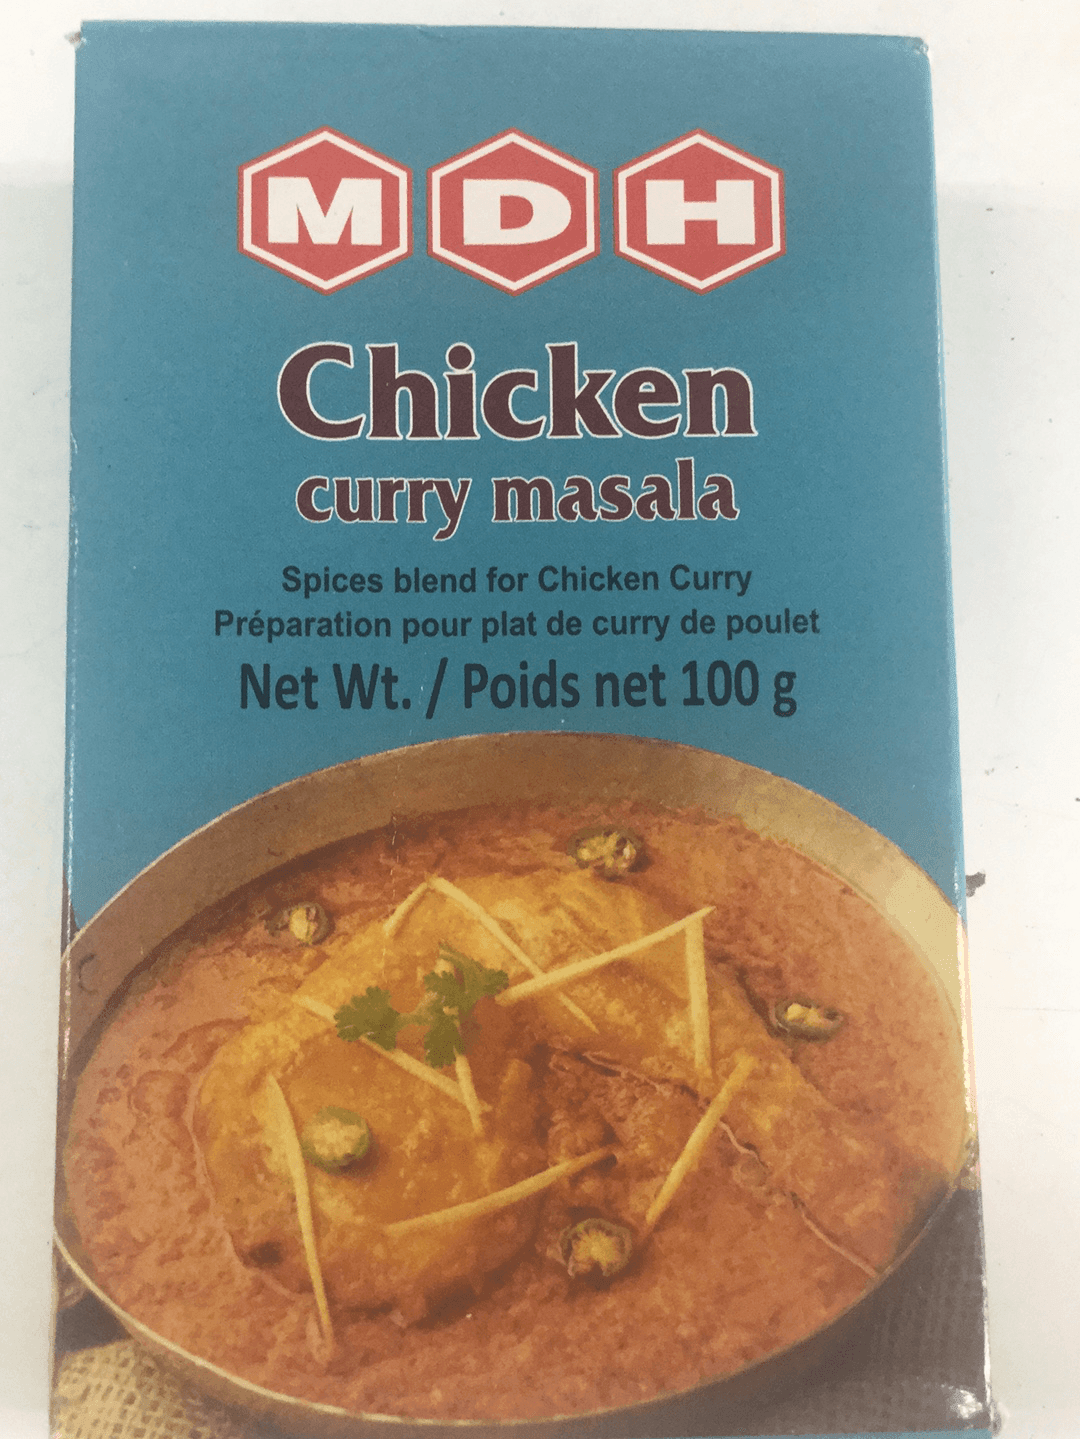 MDH
Chicken
curry masala
Spices blend for Chicken Curry
Préparation pour plat de curry de poulet
Net Wt. / Poids net 100 g